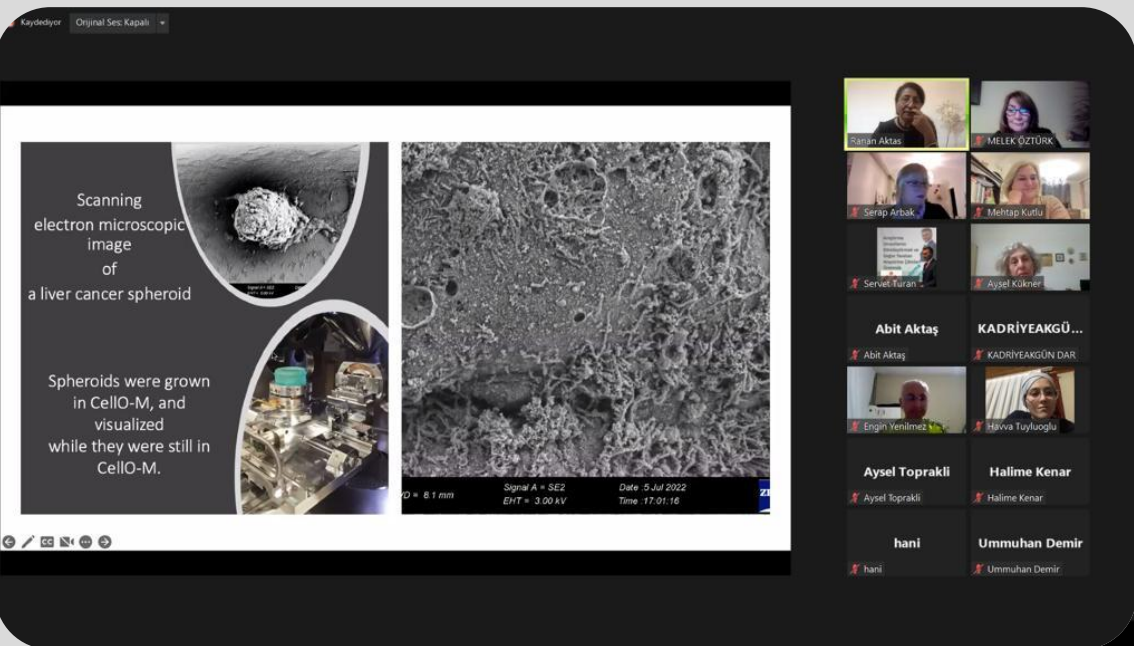 Kaydediyor
Orijinal Ses: Kapalı
Scanning
electron microscopic
image
of
a liver cancer spheroid
Spheroids were grown
in CellO-M, and
visualized
while they were still in
CellO-M.
D = 8.1 mm
Signal A = SE2
EHT = 3.00 kV
Date :5 Jul 2022
Time :17:01:16
CC
Ranan Aktas
MELEK ÖZTÜRK
Serap Arbak
Mehtap Kutlu
Servet Turan
Aysel Kükner
Abit Aktaş
Abit Aktaş
KADRİYEAKGÜ...
KADRİYEAKGÜN DAR
Engin Yenilmez
Havva Tuyluoglu
Aysel Toprakli
Aysel Toprakli
Halime Kenar
Halime Kenar
hani
hani
Ummuhan Demir
Ummuhan Demir